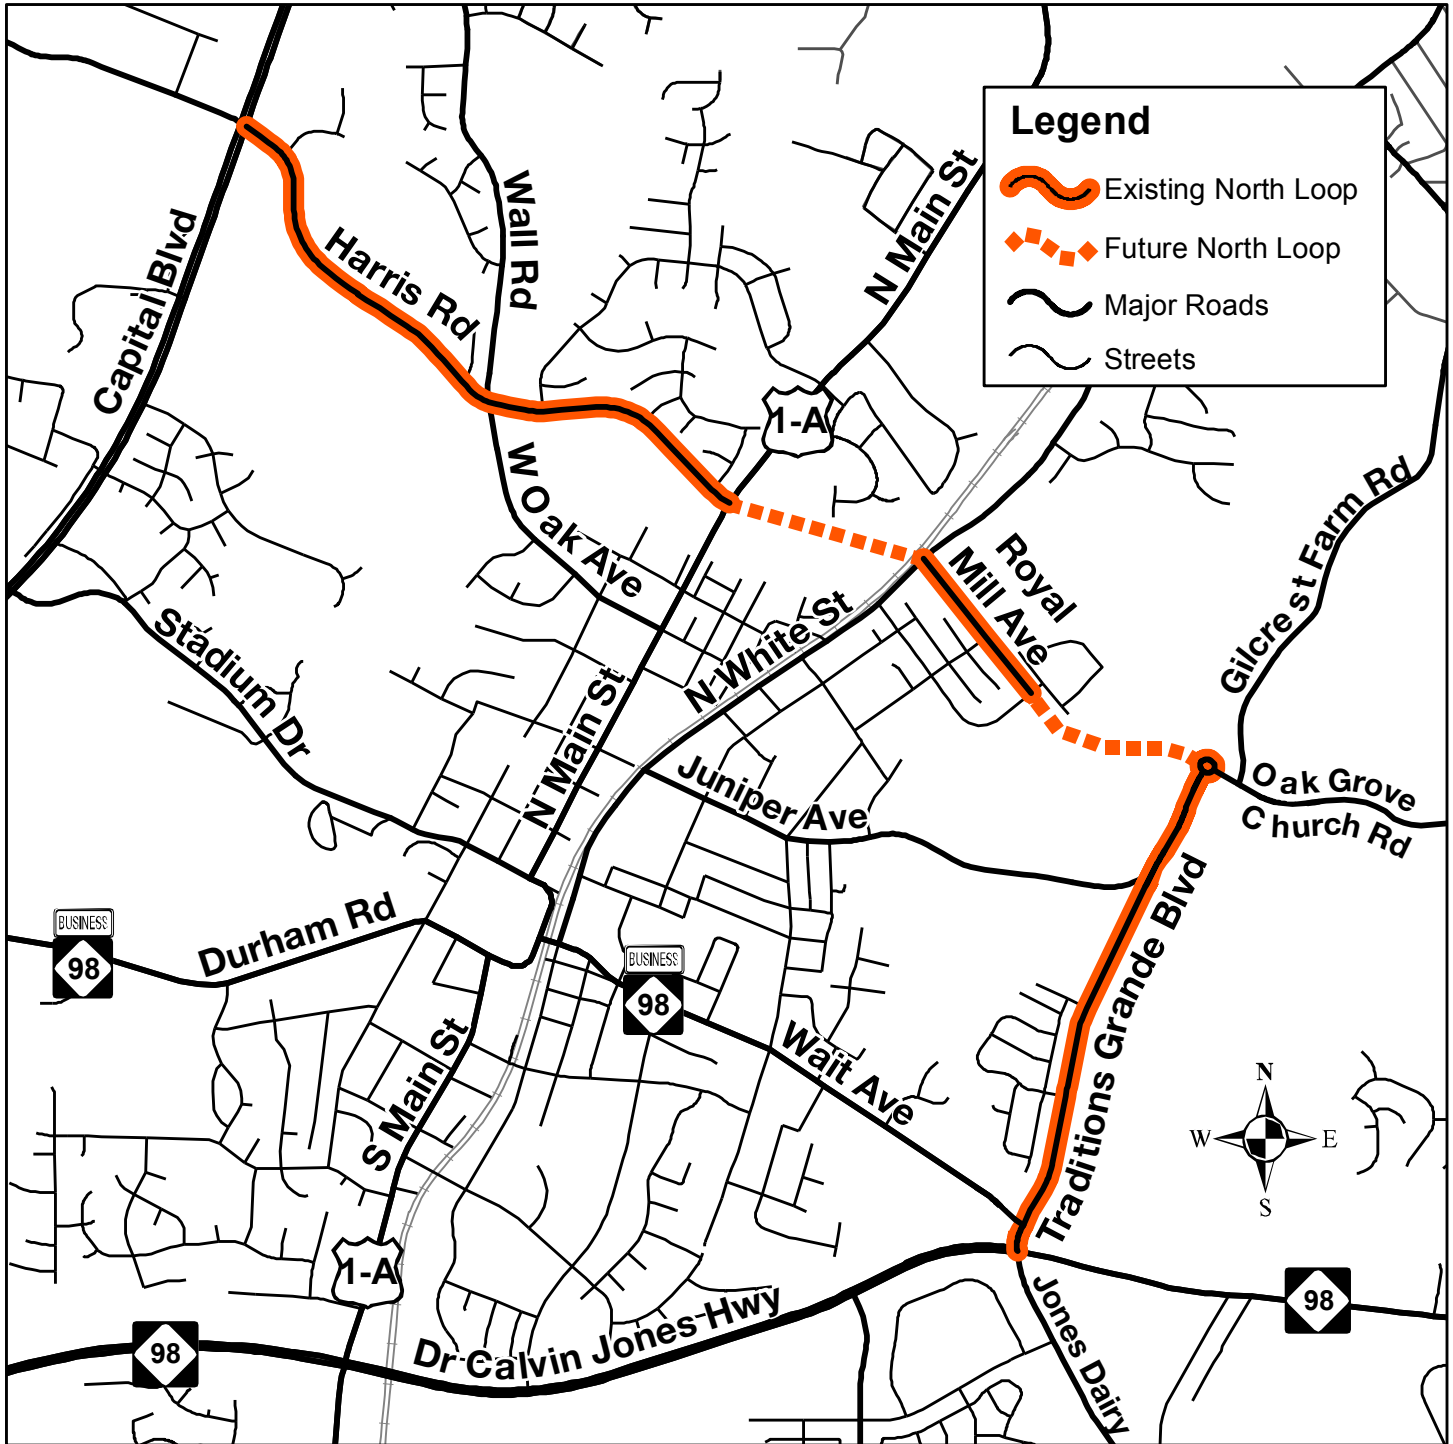 Legend
Existing North Loop
Future North Loop
Major Roads
Streets
Capital Blvd
Harris Rd
Wall Rd
N Main St
1-A
W Oak Ave
Royal
Mill Ave
Gilcrest Farm Rd
Stadium Dr
N White St
N Main St
Juniper Ave
Oak Grove
Church Rd
BUSINESS
98
Durham Rd
BUSINESS
98
Wait Ave
Traditions Grande Blvd
S Main St
N
W
E
S
1-A
98
Dr Calvin Jones Hwy
Jones Dairy
98